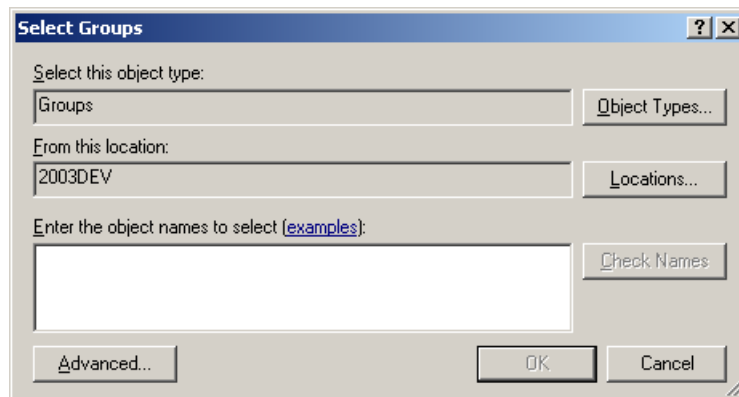 Select Groups
Select this object type:
Groups
Object Types...
From this location:
2003DEV
Locations...
Enter the object names to select (examples):
Check Names
Advanced...
OK
Cancel